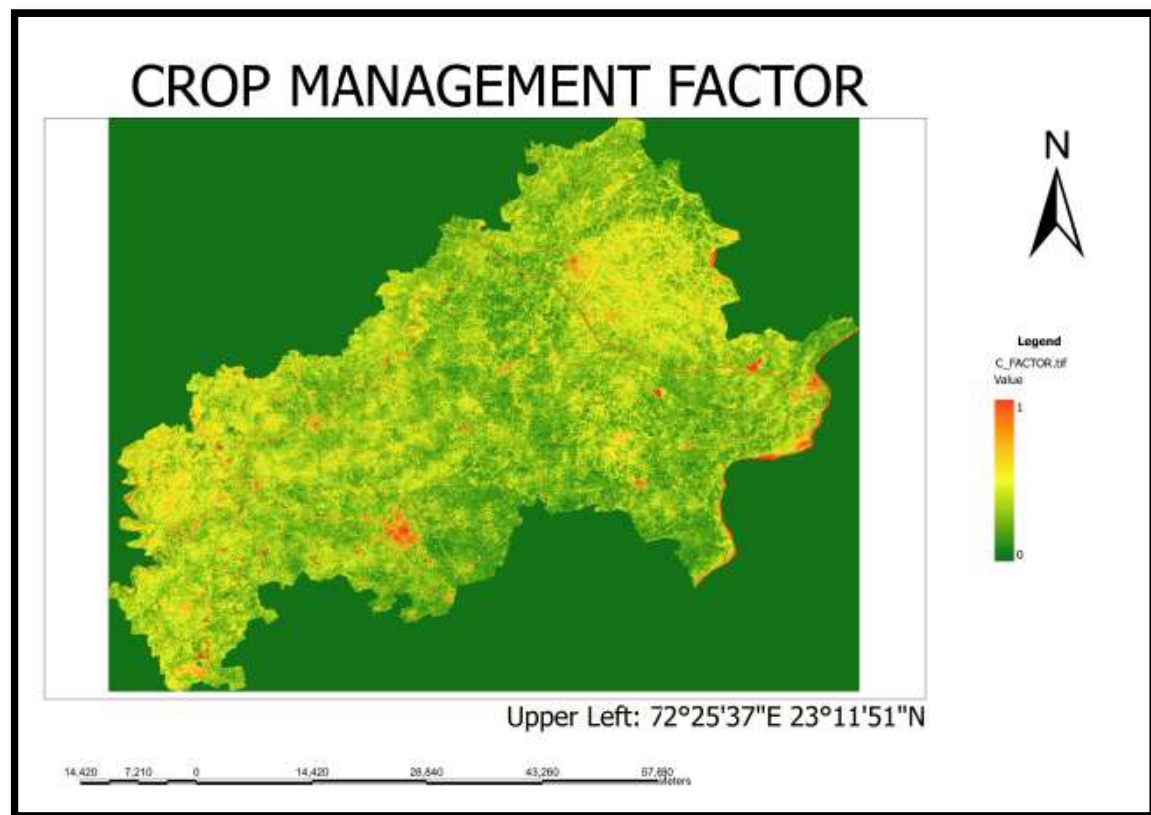 CROP MANAGEMENT FACTOR
N
Legend
C_FACTOR.tif
Value
1
0
Upper Left: 72°25'37"E 23°11'51"N
14,420 7,210 0 14,420 28,840 43,260 57,680
Meters